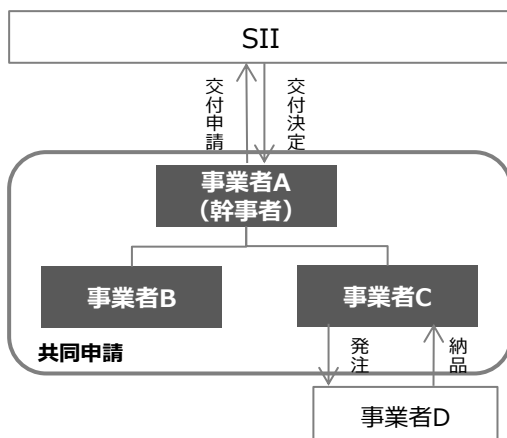 SII
交付申請
交付決定
事業者A
（幹事者）
事業者B
事業者C
共同申請
発注
納品
事業者D